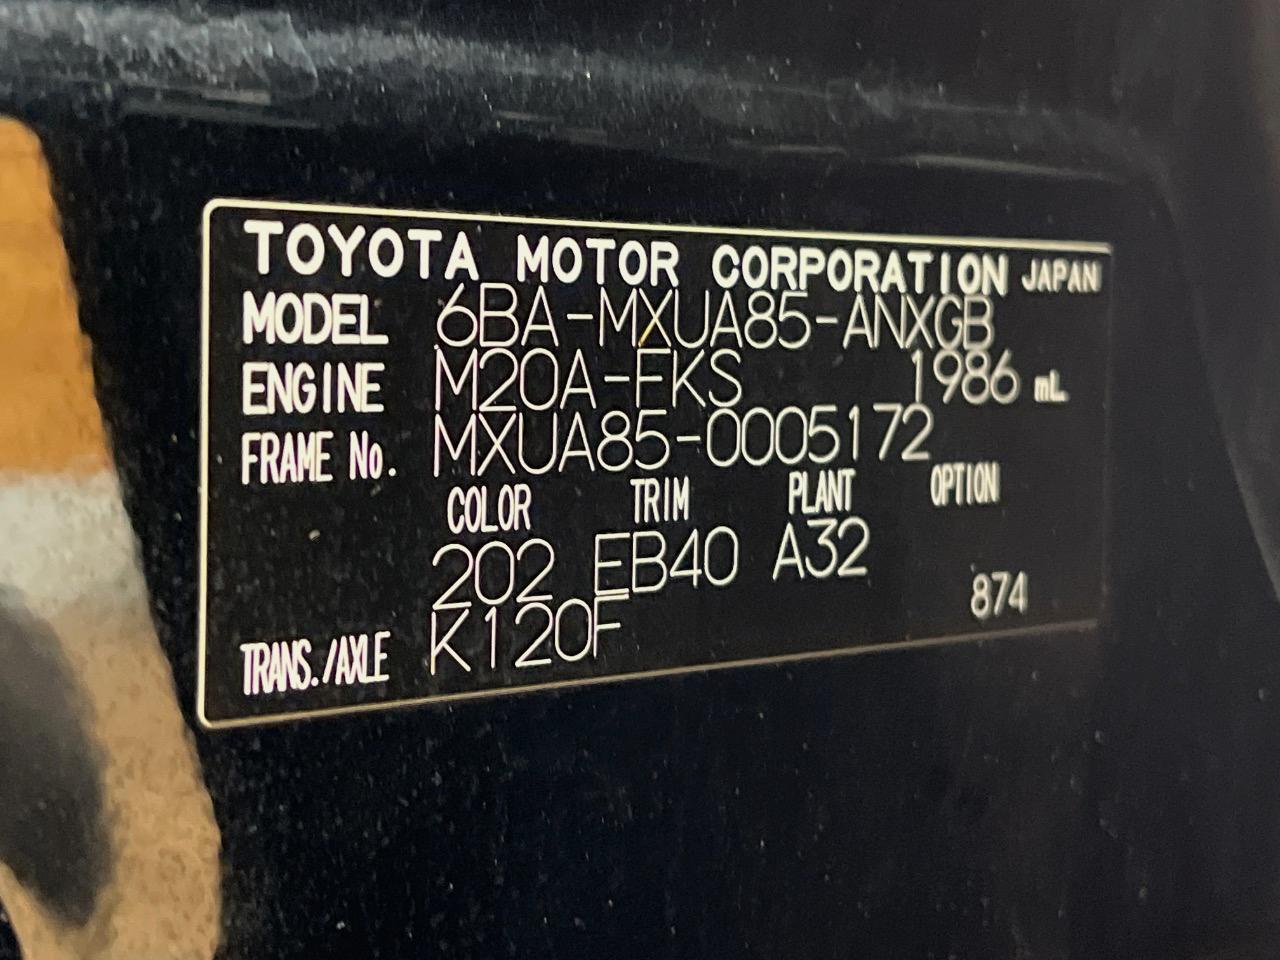 TOYOTA MOTOR CORPORATION JAPAN
MODEL 6BA-MXUA85-ANXGB
ENGINE M20A-FKS 1986 mL
FRAME No. MXUA85-0005172
COLOR TRIM PLANT OPTION
202 EB40 A32
874
TRANS./AXLE K120F